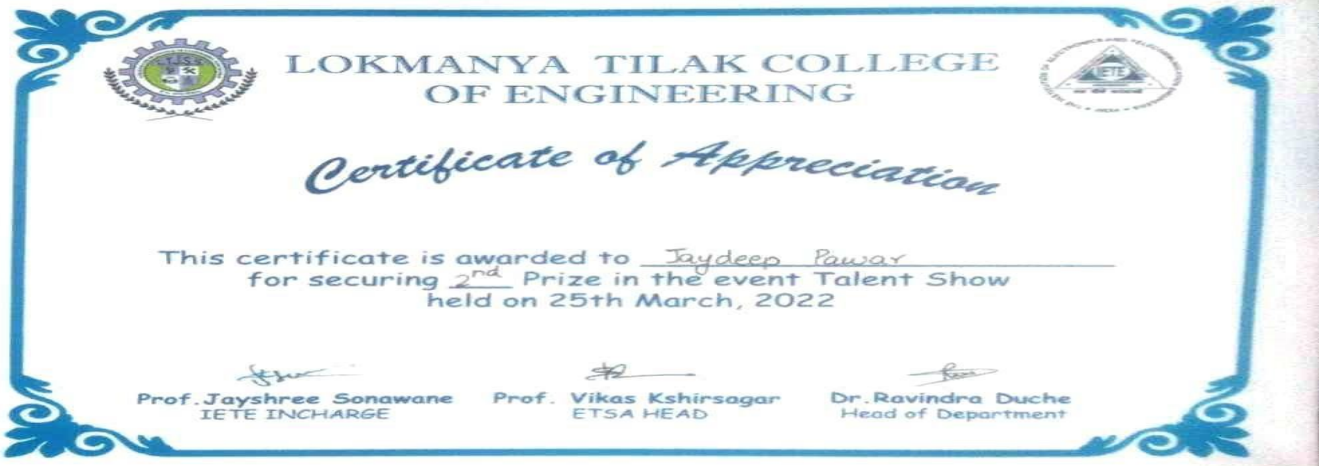 LOKMANYA TILAK COLLEGE
OF ENGINEERING
Certificate of Appreciation
This certificate is awarded to Jaydeep Pawar
for securing 2nd Prize in the event Talent Show
held on 25th March, 2022
Prof.Jayshree Sonawane
IETE INCHARGE
Prof. Vikas Kshirsagar
ETSA HEAD
Dr.Ravindra Duche
Head of Department
IETE